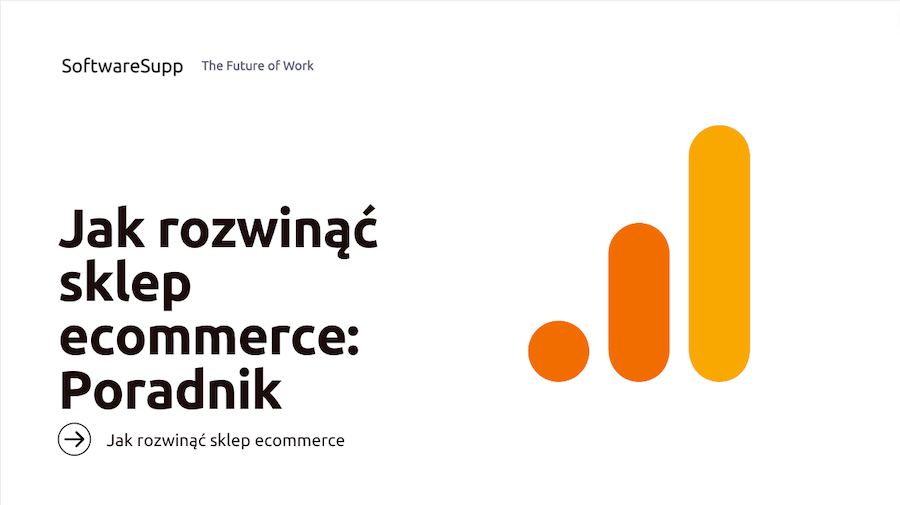 SoftwareSupp
The Future of Work
Jak rozwinąć
sklep
ecommerce:
Poradnik
Jak rozwinąć sklep ecommerce